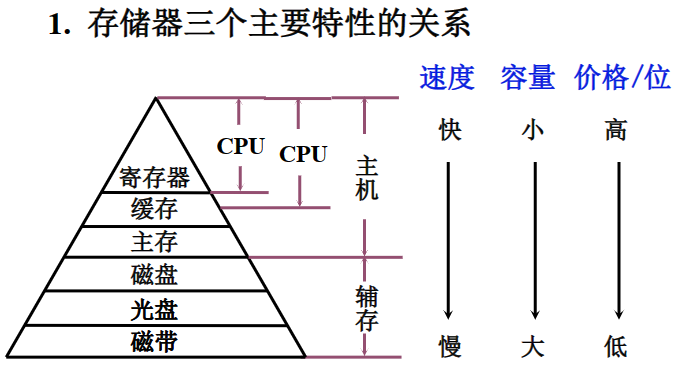 1. 存储器三个主要特性的关系
速度 容量 价格/位
快 小 高
CPU
CPU
主机
寄存器
缓存
主存
磁盘
光盘
磁带
辅存
慢 大 低